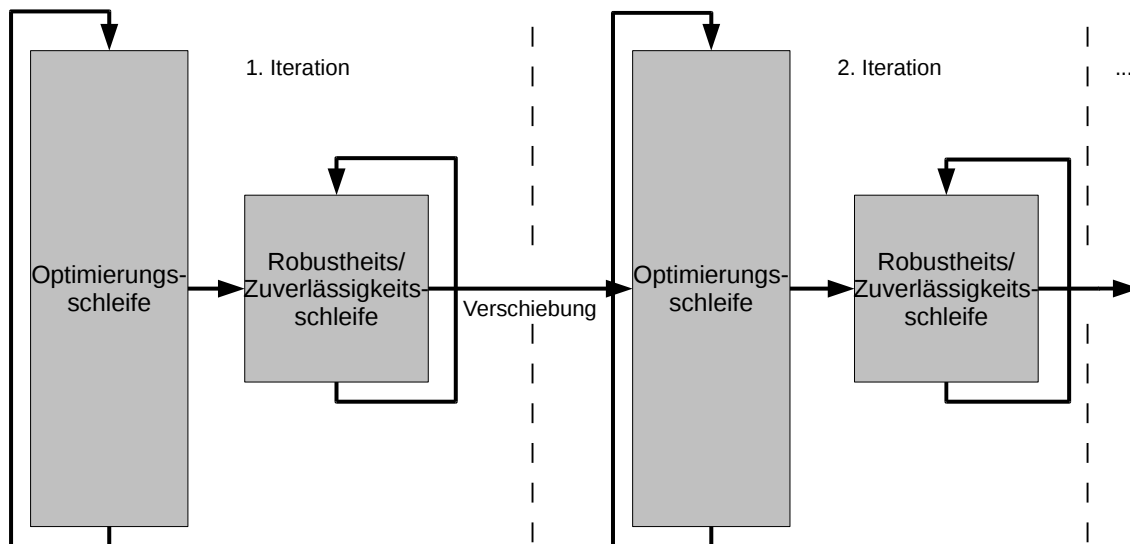 1. Iteration
2. Iteration
...
Optimierungs-
schleife
Robustheits/
Zuverlässigkeits-
schleife
Verschiebung
Optimierungs-
schleife
Robustheits/
Zuverlässigkeits-
schleife